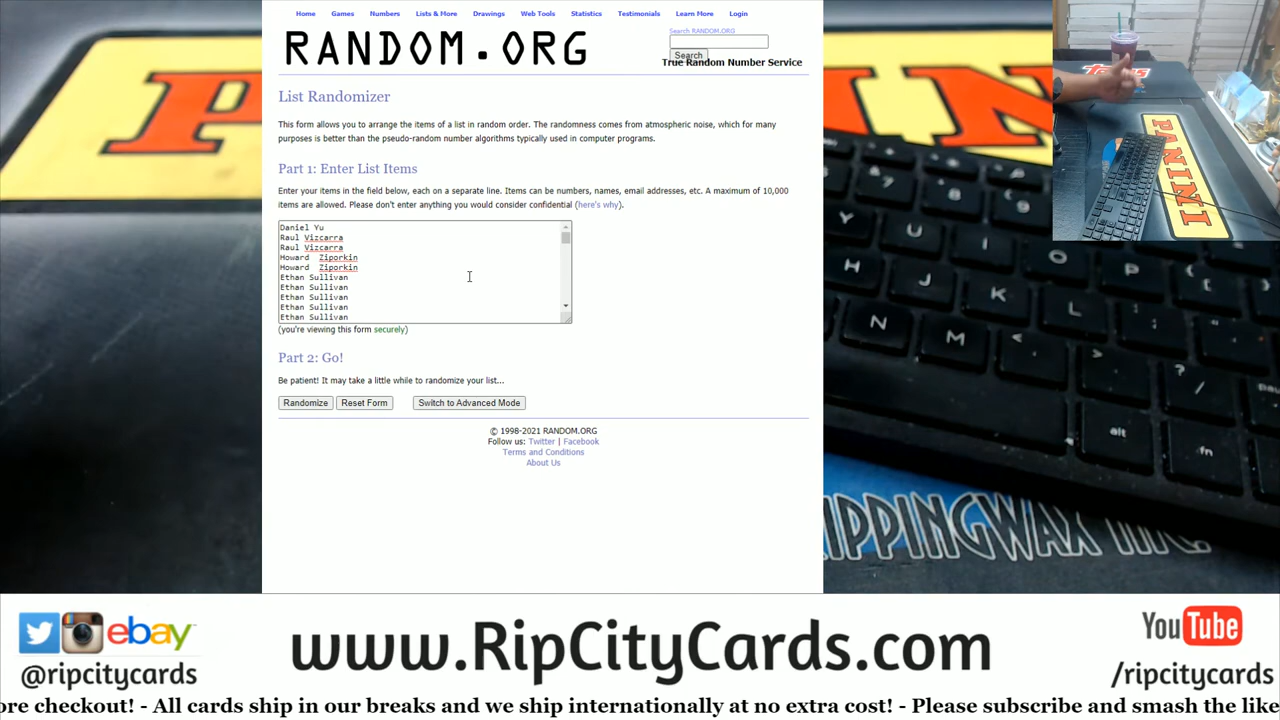 Home Games Numbers Lists & More Drawings Web Tools Statistics Testimonials Learn More Login
RANDOM.ORG
Search RANDOM.ORG
Search
True Random Number Service
List Randomizer
This form allows you to arrange the items of a list in random order. The randomness comes from atmospheric noise, which for many
purposes is better than the pseudo-random number algorithms typically used in computer programs.
Part 1: Enter List Items
Enter your items in the field below, each on a separate line. Items can be numbers, names, email addresses, etc. A maximum of 10,000
items are allowed. Please don't enter anything you would consider confidential (here's why).
Daniel Yu
Raul Vizcarra
Raul Vizcarra
Howard Ziporkin
Howard Ziporkin
Ethan Sullivan
Ethan Sullivan
Ethan Sullivan
Ethan Sullivan
Ethan Sullivan
(you're viewing this form securely)
Part 2: Go!
Be patient! It may take a little while to randomize your list...
Randomize Reset Form Switch to Advanced Mode
© 1998-2021 RANDOM.ORG
Follow us: Twitter | Facebook
Terms and Conditions
About Us
PANINI
Y U
H J K L
N M
alt
fn
RIPPINGWAX INC
ebay
@ripcitycards
www.RipCityCards.com
YouTube
/ripcitycards
ore checkout! - All cards ship in our breaks and we ship internationally at no extra cost! - Please subscribe and smash the like